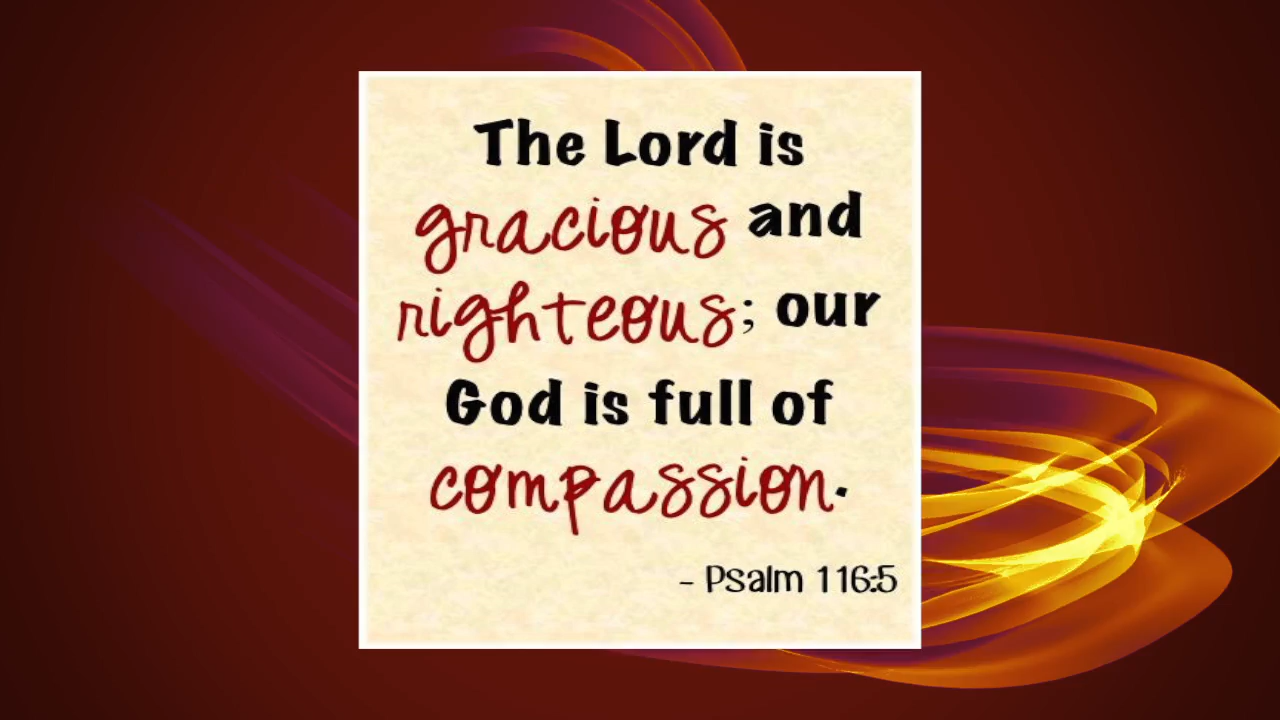 The Lord is
gracious and
righteous; our
God is full of
compassion.
- Psalm 116:5